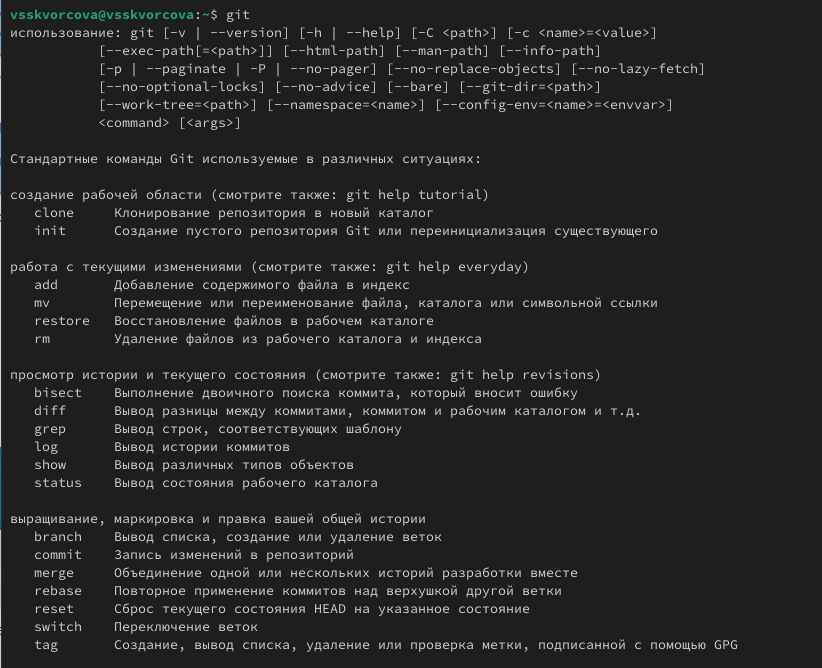 vsskvorcova@vsskvorcova:~$ git
использование: git [-v | --version] [-h | --help] [-C <path>] [-c <name>=<value>]
           [--exec-path[=<path>]] [--html-path] [--man-path] [--info-path]
           [-p | --paginate | -P | --no-pager] [--no-replace-objects] [--no-lazy-fetch]
           [--no-optional-locks] [--no-advice] [--bare] [--git-dir=<path>]
           [--work-tree=<path>] [--namespace=<name>] [--config-env=<name>=<envvar>]
           <command> [<args>]

Стандартные команды Git используемые в различных ситуациях:

создание рабочей области (смотрите также: git help tutorial)
   clone     Клонирование репозитория в новый каталог
   init      Создание пустого репозитория Git или переинициализация существующего

работа с текущими изменениями (смотрите также: git help everyday)
   add       Добавление содержимого файла в индекс
   mv        Перемещение или переименование файла, каталога или символьной ссылки
   restore   Восстановление файлов в рабочем каталоге
   rm        Удаление файлов из рабочего каталога и индекса

просмотр истории и текущего состояния (смотрите также: git help revisions)
   bisect    Выполнение двоичного поиска коммита, который вносит ошибку
   diff      Вывод разницы между коммитами, коммитом и рабочим каталогом и т.д.
   grep      Вывод строк, соответствующих шаблону
   log       Вывод истории коммитов
   show      Вывод различных типов объектов
   status    Вывод состояния рабочего каталога

выращивание, маркировка и правка вашей общей истории
   branch    Вывод списка, создание или удаление веток
   commit    Запись изменений в репозиторий
   merge     Объединение одной или нескольких историй разработки вместе
   rebase    Повторное применение коммитов над верхушкой другой ветки
   reset     Сброс текущего состояния HEAD на указанное состояние
   switch    Переключение веток
   tag       Создание, вывод списка, удаление или проверка метки, подписанной с помощью GPG